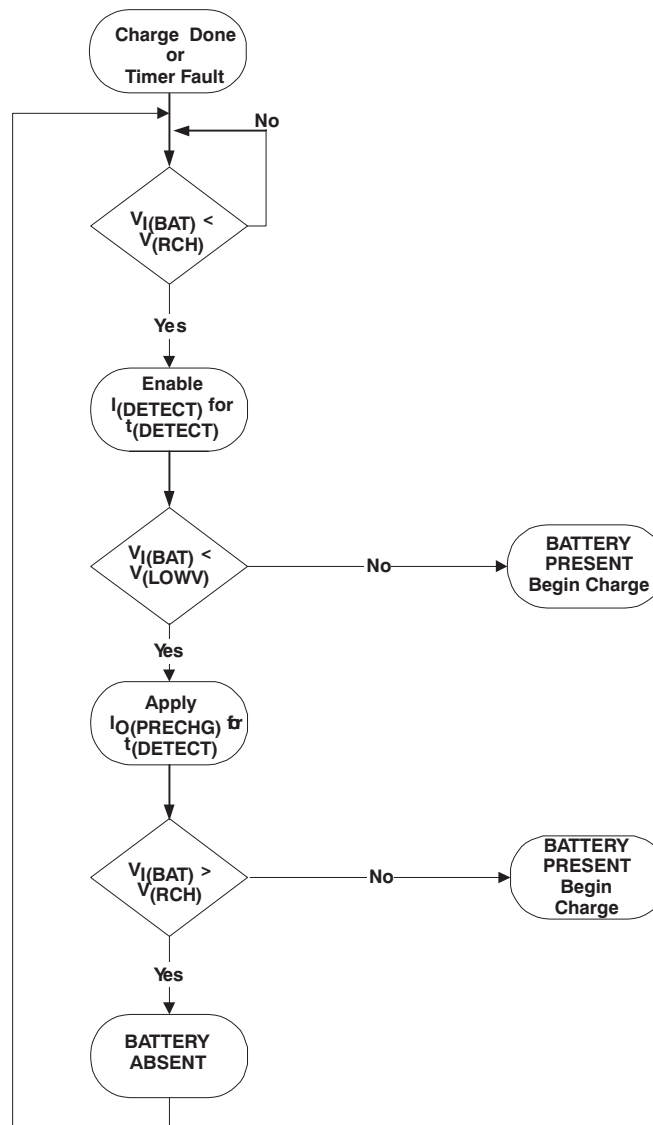 Charge Done
or
Timer Fault
No
VI(BAT) <
V(RCH)
Yes
Enable
I(DETECT) for
t(DETECT)
VI(BAT) <
V(LOWV)
No
BATTERY
PRESENT
Begin Charge
Yes
Apply
IO(PRECHG) for
t(DETECT)
VI(BAT) >
V(RCH)
No
BATTERY
PRESENT
Begin
Charge
Yes
BATTERY
ABSENT